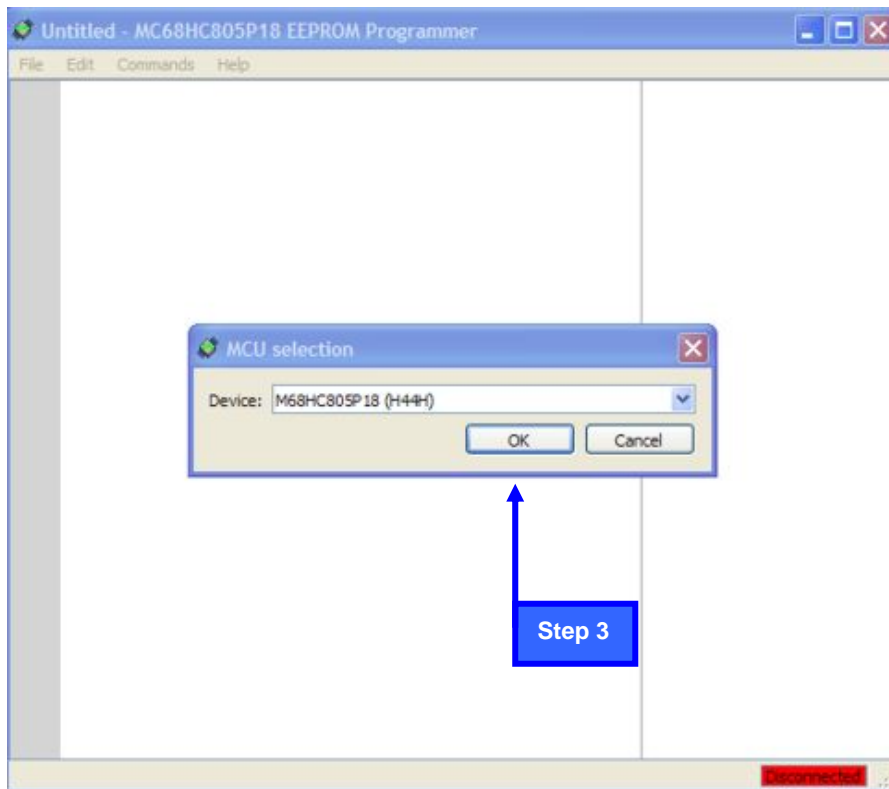 Untitled - MC68HC805P18 EEPROM Programmer
File Edit Commands Help
MCU selection
Device: M68HC805P18 (H44H)
OK Cancel
Step 3
Disconnected